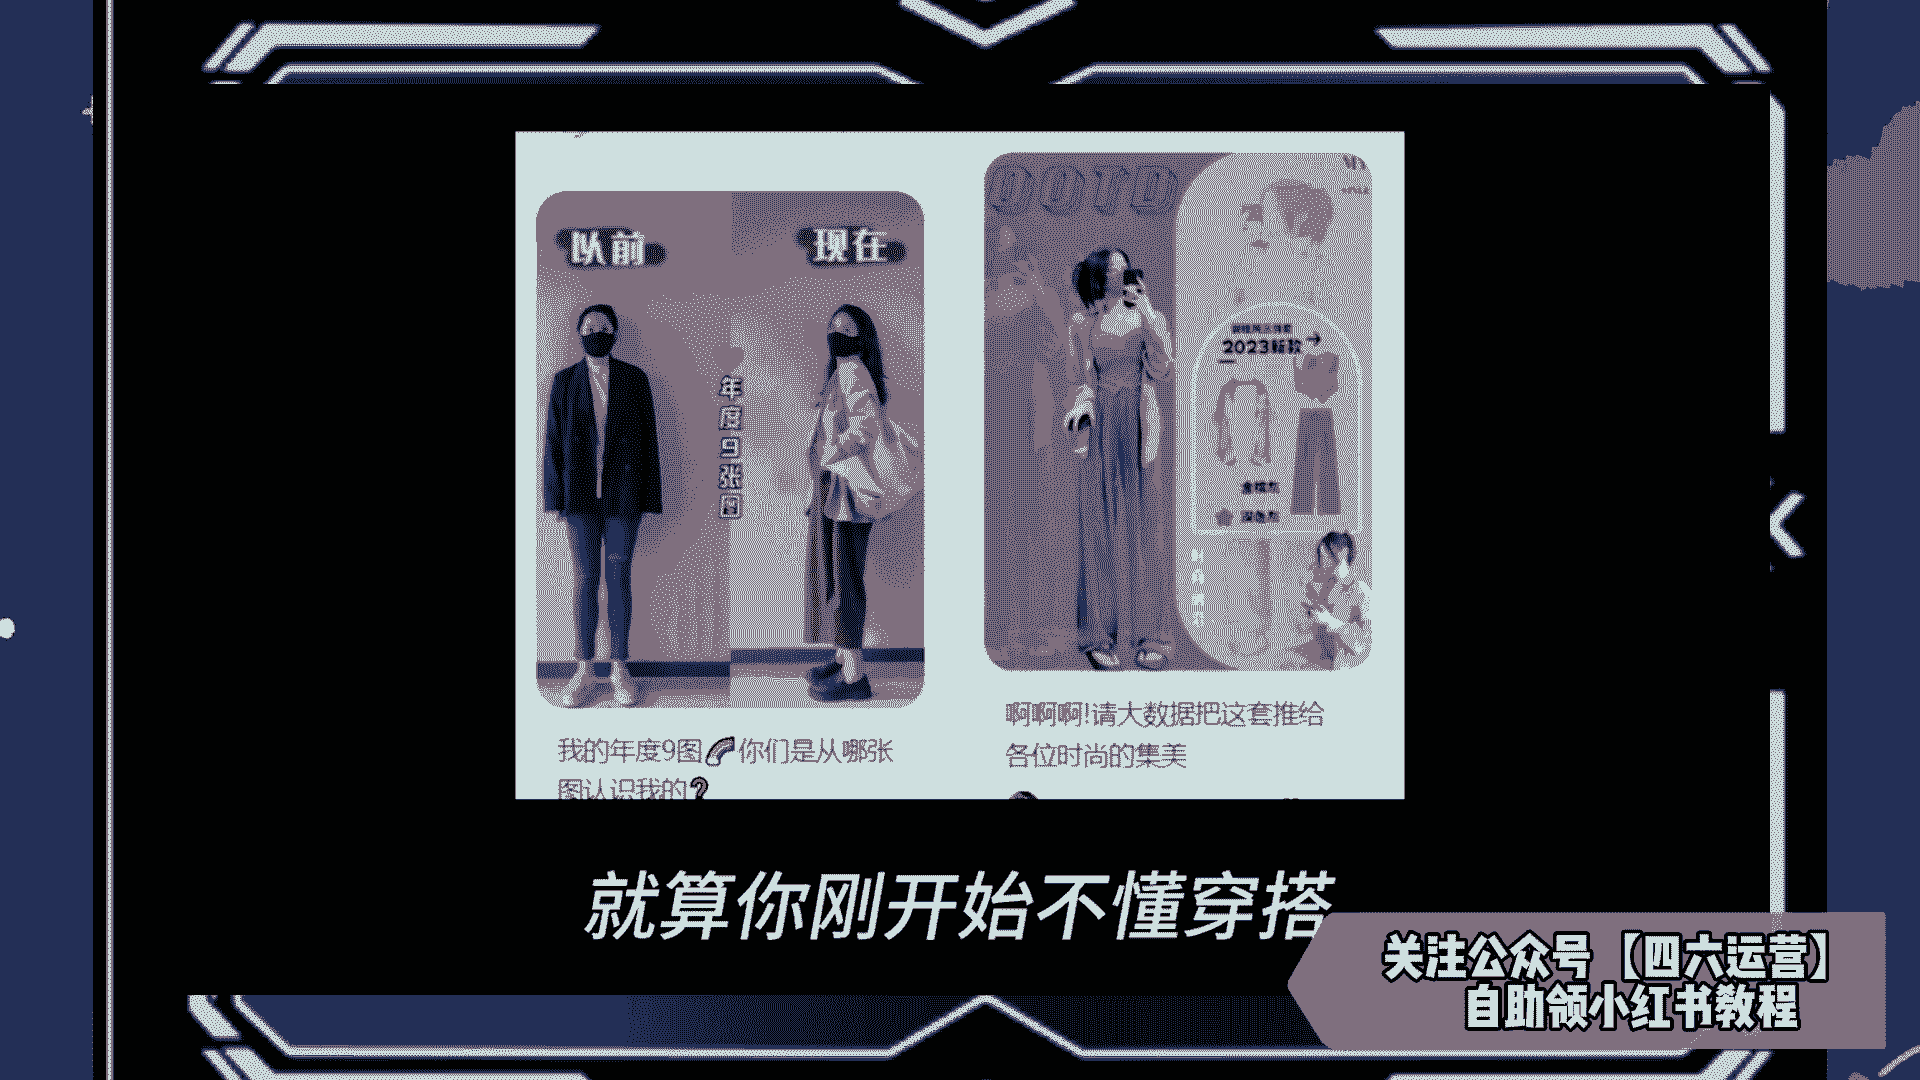 以前
现在
年度9张图
我的年度9图🌈你们是从哪张
图认识我的❓
OOTD
2023新款
啊啊啊!请大数据把这套推给
各位时尚的集美
就算你刚开始不懂穿搭
关注公众号【四六运营】
自助领小红书教程